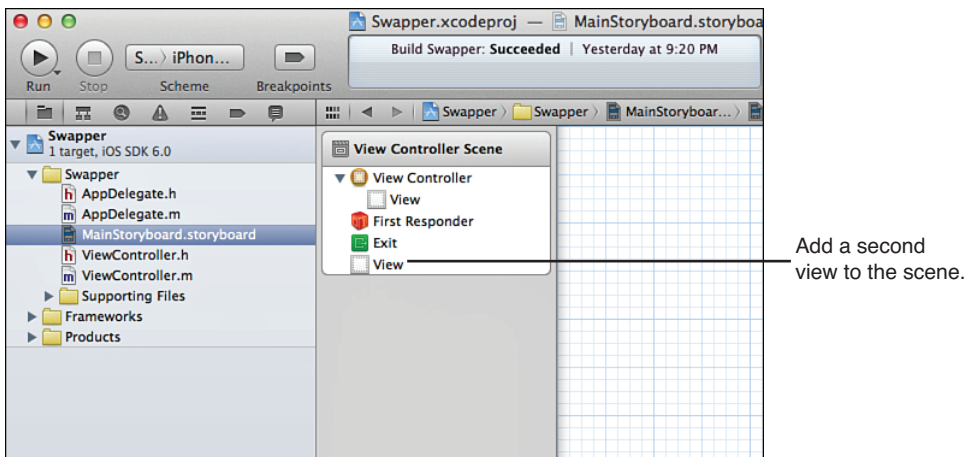 Swapper.xcodeproj — MainStoryboard.storyboa
Build Swapper: Succeeded | Yesterday at 9:20 PM
S... 〉 iPhon...
Run Stop Scheme Breakpoints
Swapper 〉 Swapper 〉 MainStoryboar... 〉
Swapper
1 target, iOS SDK 6.0
Swapper
h AppDelegate.h
m AppDelegate.m
MainStoryboard.storyboard
h ViewController.h
m ViewController.m
Supporting Files
Frameworks
Products
View Controller Scene
View Controller
View
First Responder
Exit
View
Add a second
view to the scene.